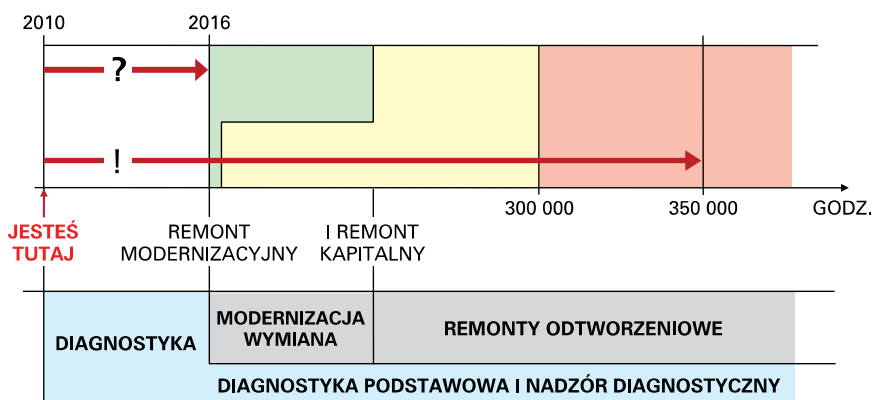 2010
2016
?
!
300 000
350 000
GODZ.
JESTEŚ
TUTAJ
REMONT
MODERNIZACYJNY
I REMONT
KAPITALNY
DIAGNOSTYKA
MODERNIZACJA
WYMIANA
REMONTY ODTWORZENIOWE
DIAGNOSTYKA PODSTAWOWA I NADZÓR DIAGNOSTYCZNY